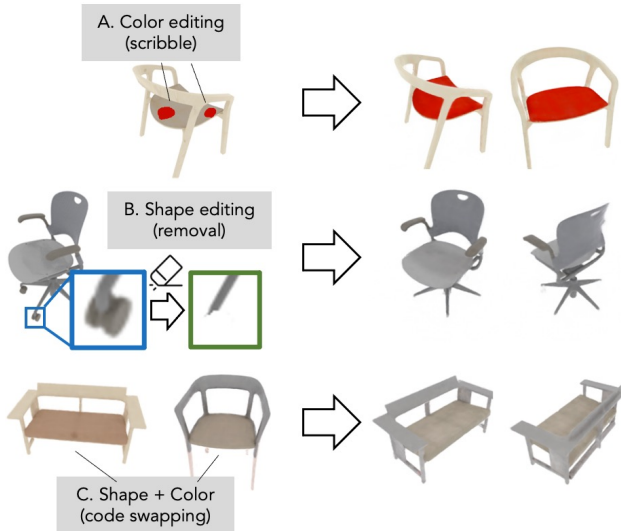 A. Color editing
(scribble)
B. Shape editing
(removal)
C. Shape + Color
(code swapping)